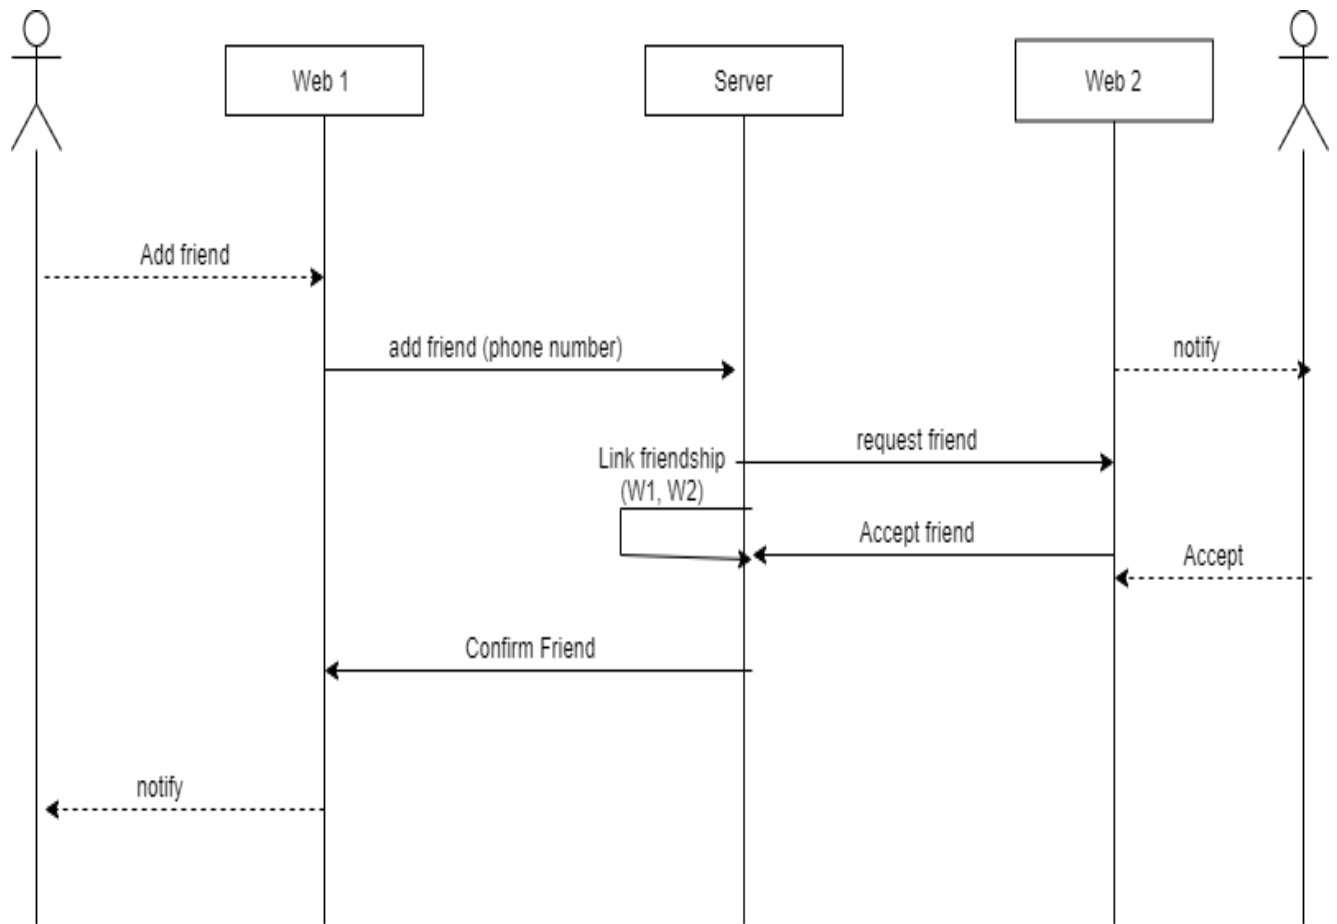 Web 1
Server
Web 2
Add friend
add friend (phone number)
notify
request friend
Link friendship
(W1, W2)
Accept friend
Accept
Confirm Friend
notify